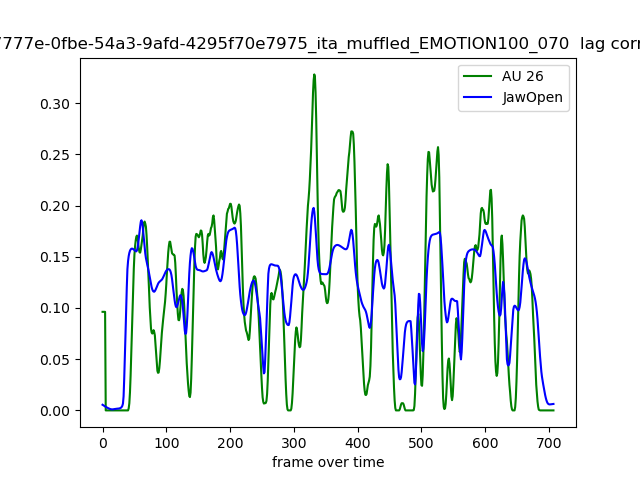 7777e-0fbe-54a3-9afd-4295f70e7975_ita_muffled_EMOTION100_070 lag corr
AU 26
JawOpen
0.30
0.25
0.20
0.15
0.10
0.05
0.00
0 100 200 300 400 500 600 700
frame over time